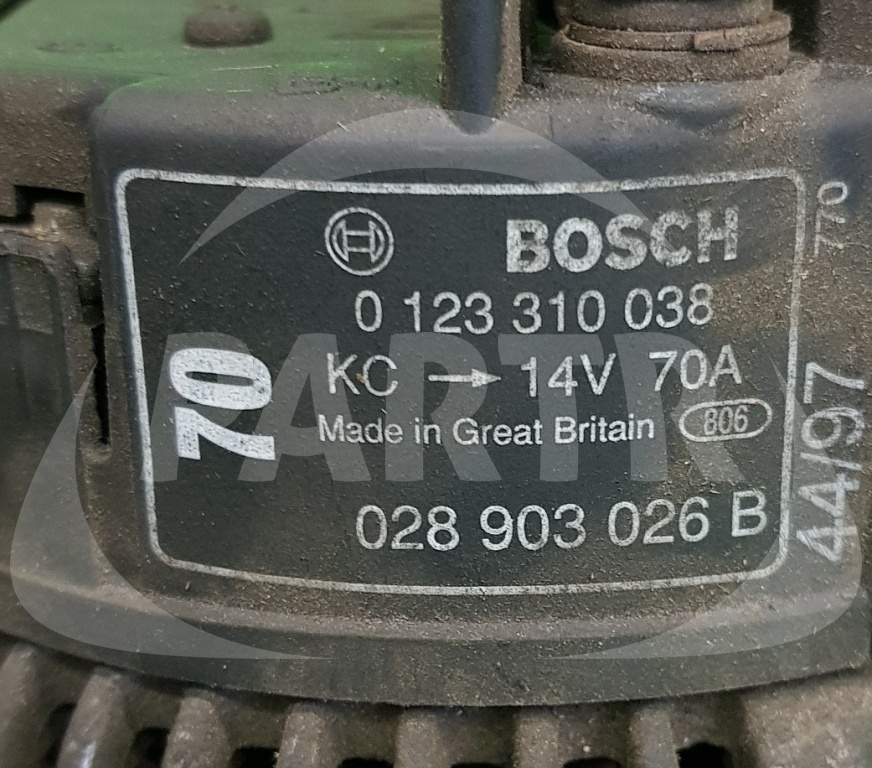 BOSCH
0 123 310 038
KC → 14V 70A
Made in Great Britain 806
028 903 026 B
70
44/97
770
PARTR